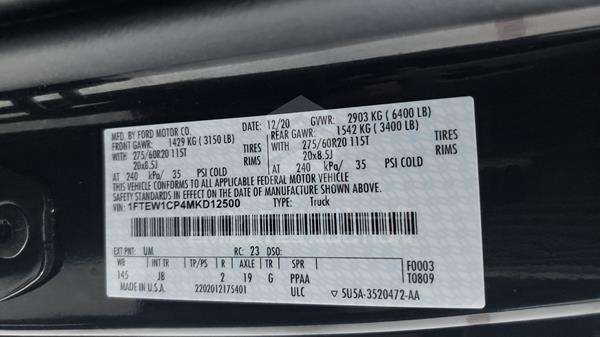 MFD. BY FORD MOTOR CO. 12/20 GVWR: 2903 KG ( 6400 LB)
FRONT GAWR: 1429 KG ( 3150 LB) REAR GAWR: 1542 KG ( 3400 LB)
WITH 275/60R20 115T TIRES WITH 275/60R20 115T TIRES
20x8.5J RIMS 20x8.5J RIMS
AT 240 kPa/ 35 PSI COLD AT 240 kPa/ 35 PSI COLD
THIS VEHICLE CONFORMS TO ALL APPLICABLE FEDERAL MOTOR VEHICLE
SAFETY STANDARDS IN EFFECT ON THE DATE OF MANUFACTURE SHOWN ABOVE.
VIN: 1FTEW1CP4MKD12500 TYPE: Truck
EXT PNT: UM RC: 23 DSO: F0003
WB INT TR TP/PS R AXLE TR SPR T0809
145 JB 2 19 G PPAA
MADE IN U.S.A. 2202012175401 ULC ▽ 5U5A-3520472-AA